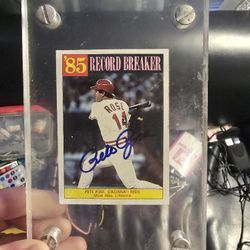 '85 RECORD BREAKER
ROSE
14
Pete Rose
PETE ROSE, CINCINNATI REDS
Most Hits, Lifetime